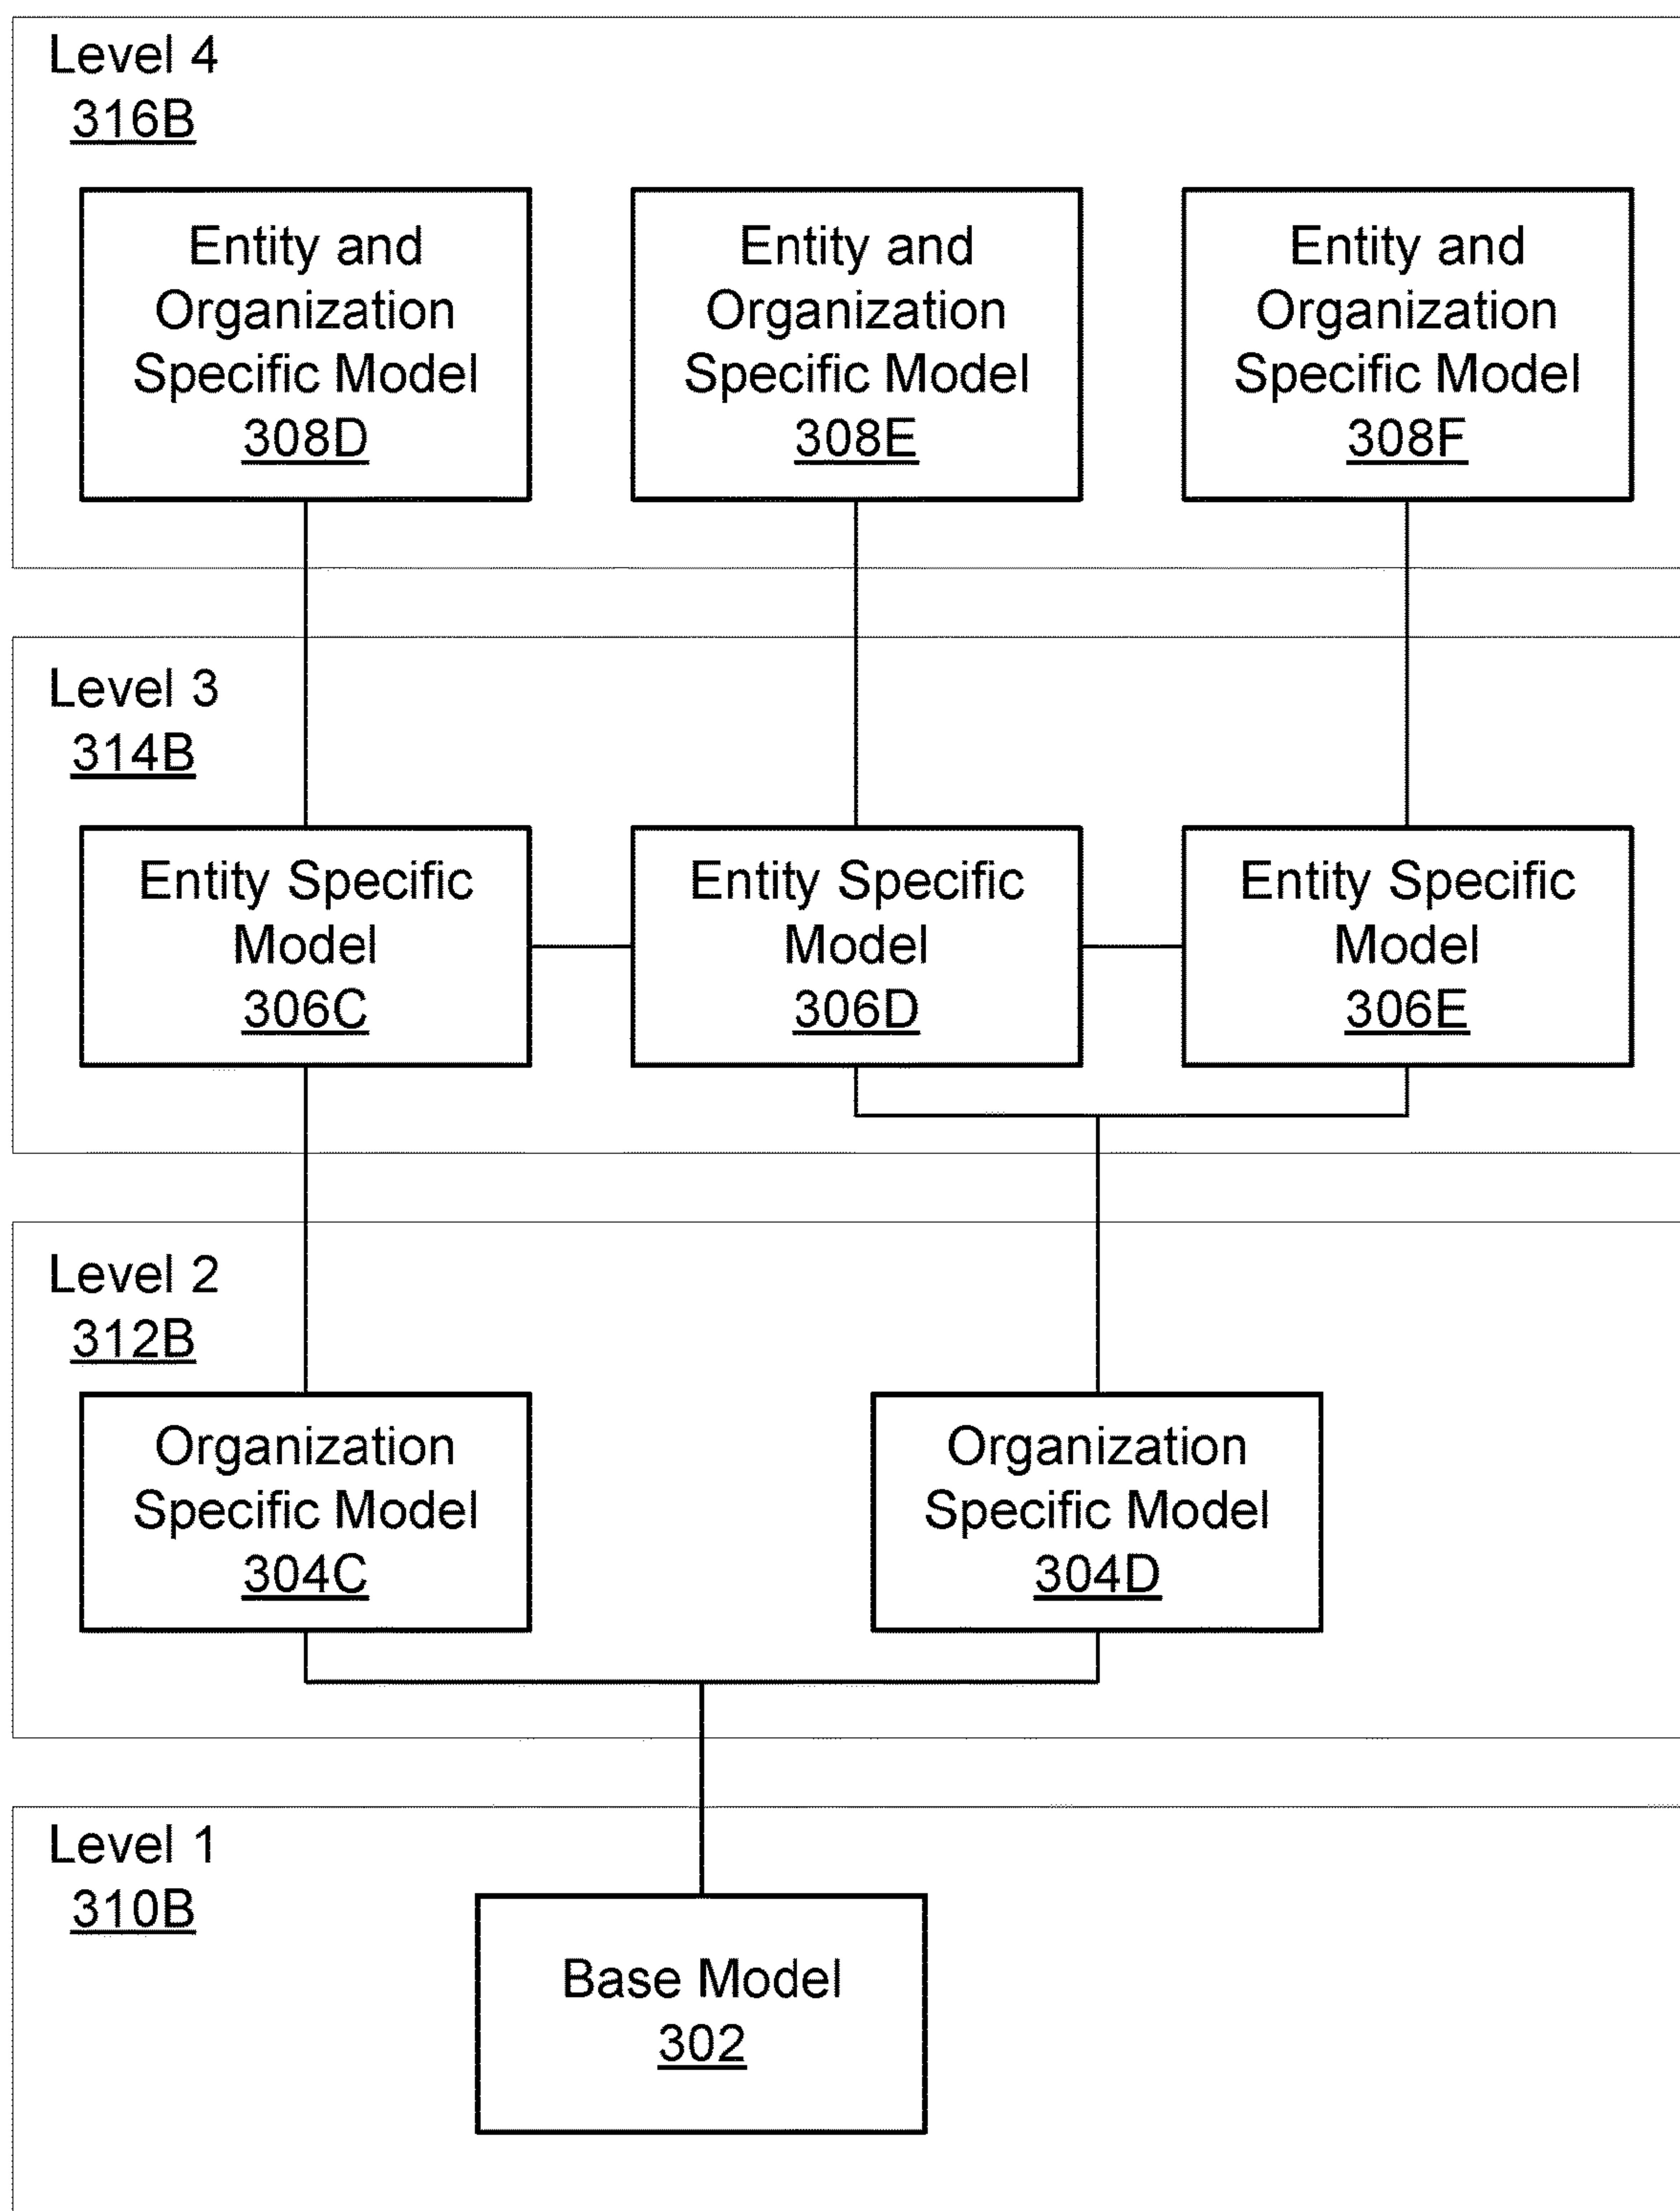 Level 4
316B
Entity and
Organization
Specific Model
308D
Entity and
Organization
Specific Model
308E
Entity and
Organization
Specific Model
308F
Level 3
314B
Entity Specific
Model
306C
Entity Specific
Model
306D
Entity Specific
Model
306E
Level 2
312B
Organization
Specific Model
304C
Organization
Specific Model
304D
Level 1
310B
Base Model
302